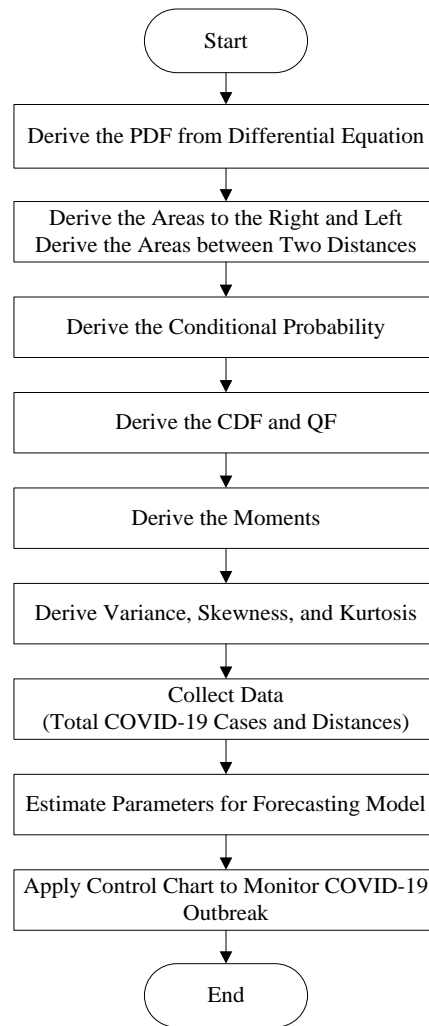 Start
Derive the PDF from Differential Equation
Derive the Areas to the Right and Left
Derive the Areas between Two Distances
Derive the Conditional Probability
Derive the CDF and QF
Derive the Moments
Derive Variance, Skewness, and Kurtosis
Collect Data
(Total COVID-19 Cases and Distances)
Estimate Parameters for Forecasting Model
Apply Control Chart to Monitor COVID-19
Outbreak
End